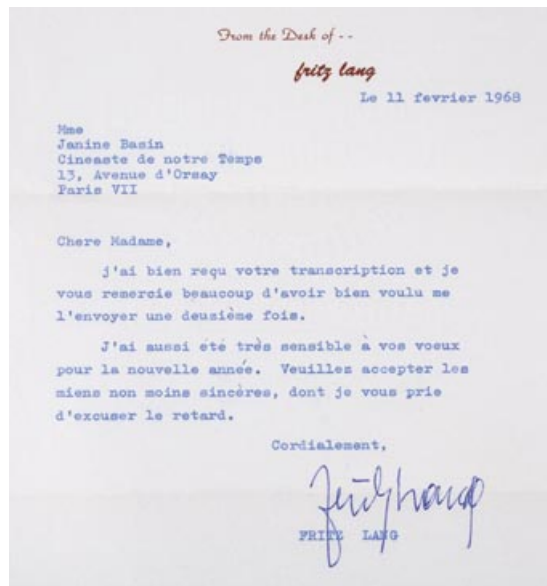 From the Desk of --
fritz lang
Le 11 fevrier 1968
Mme
Janine Basin
Cineaste de notre Temps
13, Avenue d'Orsay
Paris VII
Chere Madame,
j'ai bien reçu votre transcription et je
vous remercie beaucoup d'avoir bien voulu me
l'envoyer une deuxième fois.
J'ai aussi été très sensible à vos voeux
pour la nouvelle année. Veuillez accepter les
miens non moins sincères, dont je vous prie
d'excuser le retard.
Cordialement,
Fritz Lang
FRITZ LANG